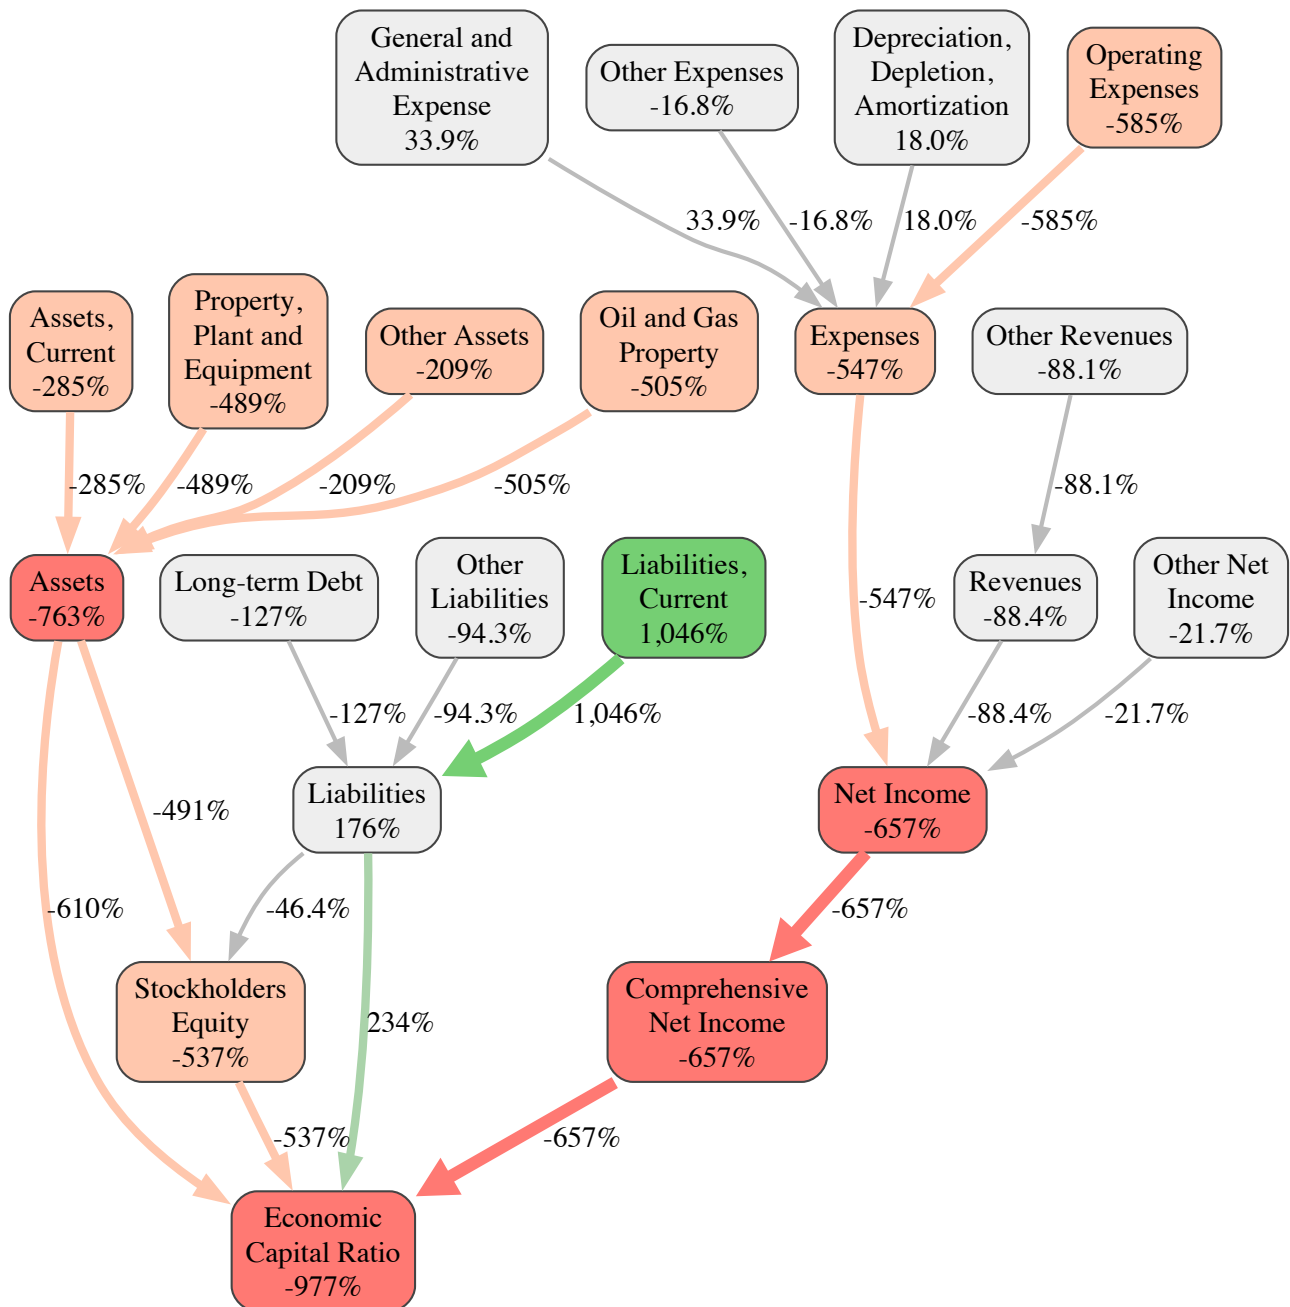 General and
Administrative
Expense
33.9%
Other Expenses
-16.8%
Depreciation,
Depletion,
Amortization
18.0%
Operating
Expenses
-585%
33.9%
-16.8%
18.0%
-585%
Assets,
Current
-285%
Property,
Plant and
Equipment
-489%
Other Assets
-209%
Oil and Gas
Property
-505%
Expenses
-547%
Other Revenues
-88.1%
-285%
-489%
-209%
-505%
-88.1%
Assets
-763%
Long-term Debt
-127%
Other
Liabilities
-94.3%
Liabilities,
Current
1,046%
-547%
Revenues
-88.4%
Other Net
Income
-21.7%
-127%
-94.3%
1,046%
-88.4%
-21.7%
-491%
Liabilities
176%
Net Income
-657%
-610%
-46.4%
-657%
Stockholders
Equity
-537%
234%
Comprehensive
Net Income
-657%
-537%
-657%
Economic
Capital Ratio
-977%